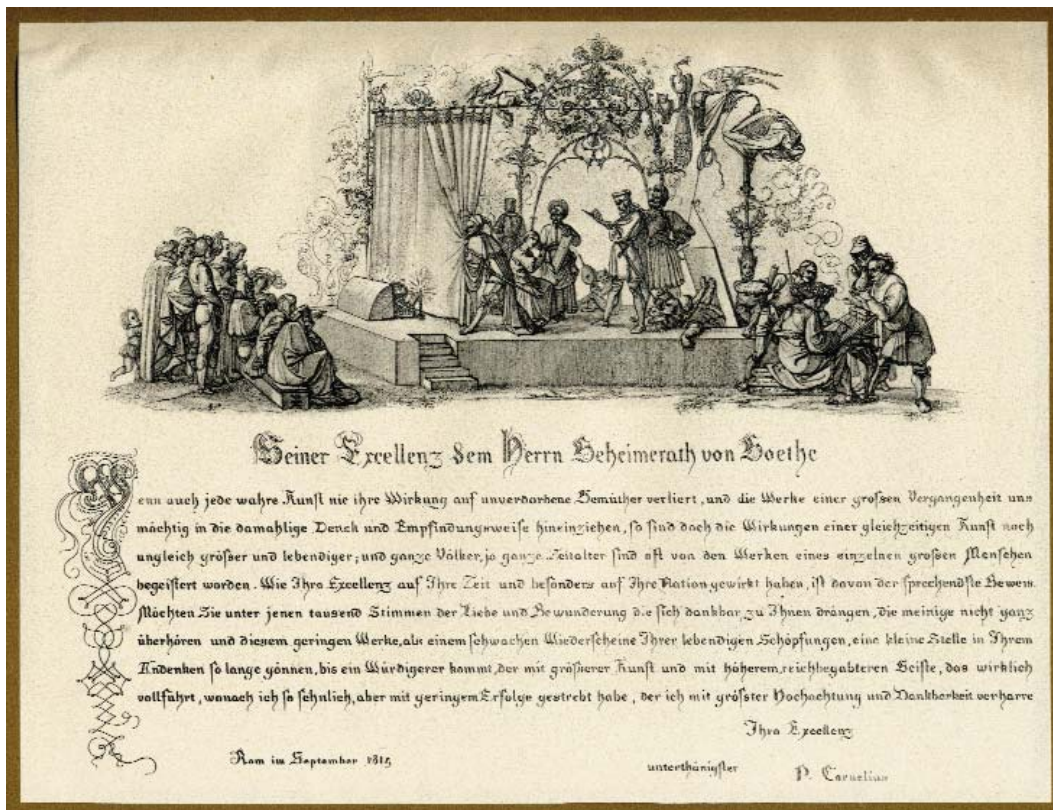 Seiner Excellenz dem Herrn Geheimerath von Goethe
Wenn auch jede wahre Kunst nie ihre Wirkung auf unverdorbene Gemüther verliert, und die Werke einer grossen Vergangenheit uns
mächtig in die damahlige Denck und Empfindungsweise hineinziehen, so sind doch die Wirkungen einer gleichzeitigen Kunst noch
ungleich grösser und lebendiger; und ganze Völker, ja ganze Zeitalter sind oft von den Werken eines einzelnen grossen Menschen
begeistert worden. Wie Ihro Excellenz auf Ihre Zeit und besonders auf Ihre Nation gewirkt haben, ist davon der sprechendste Beweis.
Möchten Sie unter jenen tausend Stimmen der Liebe und Bewunderung die sich dankbar zu Ihnen drängen, die meinige nicht ganz
überhören und diesem geringen Werke, als einem schwachen Wiederscheine Ihrer lebendigen Schöpfungen, eine kleine Stelle in Ihrem
Andenken so lange gönnen, bis ein Würdigerer kommt, der mit grösserer Kunst und mit höherem, reichbegabteren Geiste, das wirklich
vollführt, wonach ich so sehnlich, aber mit geringem Erfolge gestrebt habe, der ich mit grösster Hochachtung und Dankbarkeit verharre
Ihro Excellenz
Rom im September 1815
unterthänigster P. Cornelius